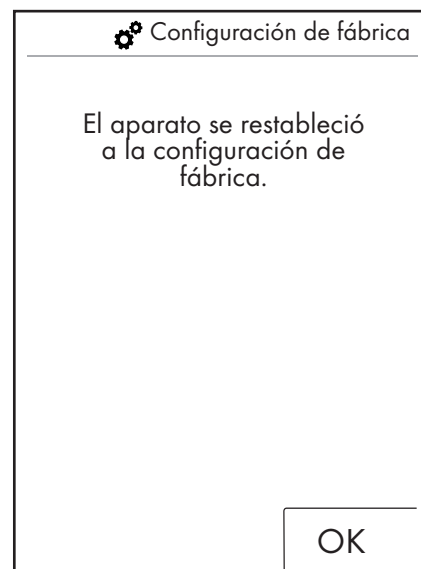 Configuración de fábrica
El aparato se restableció
a la configuración de
fábrica.
OK